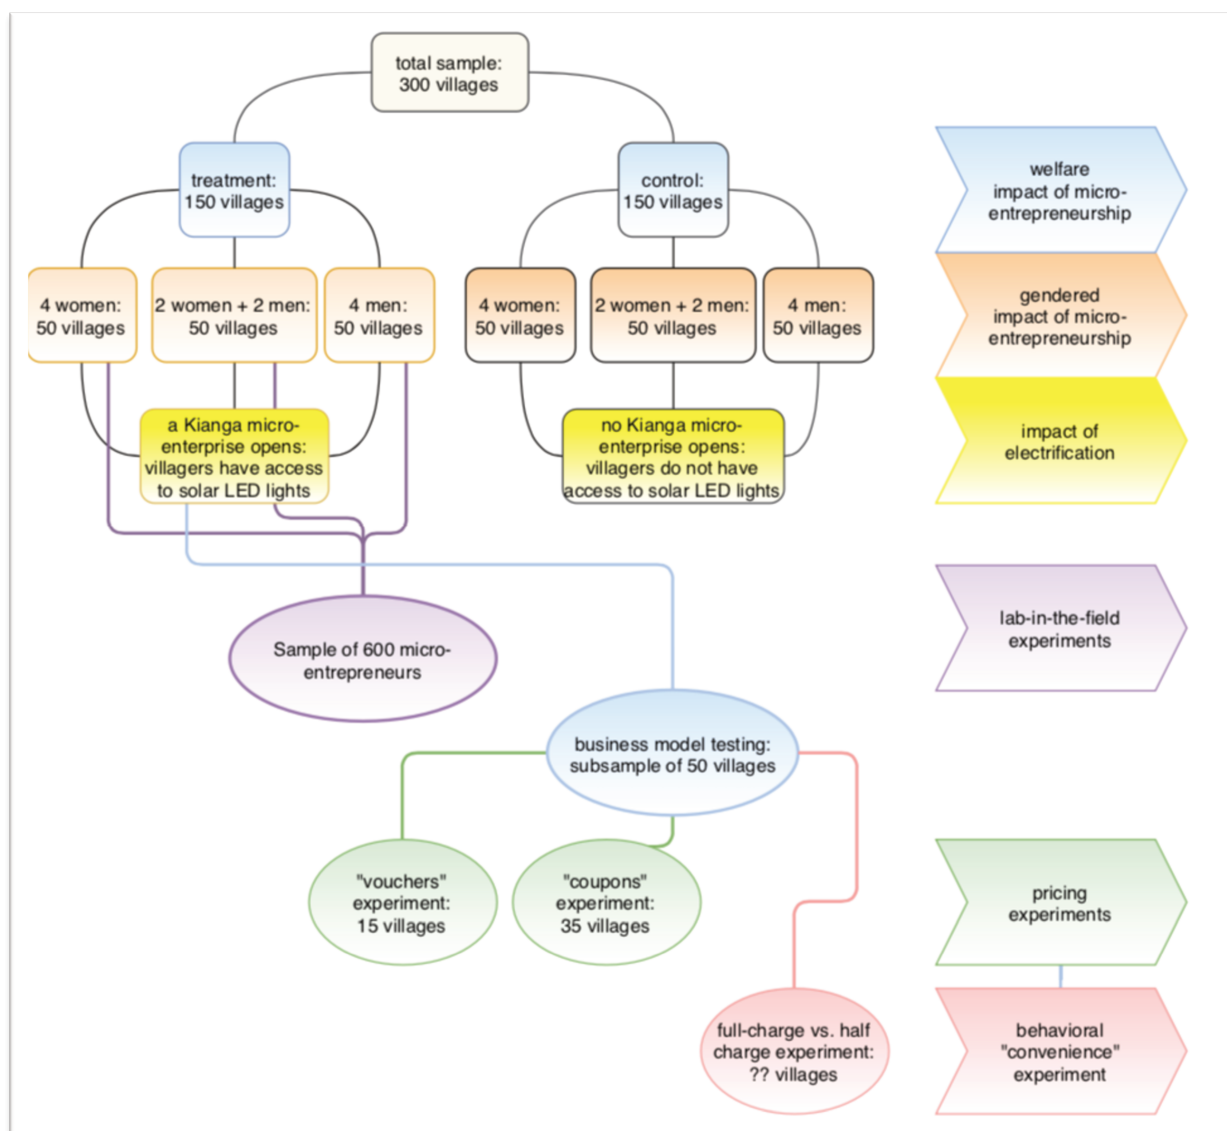 total sample:
300 villages
treatment:
150 villages
control:
150 villages
welfare
impact of micro-
entrepreneurship
4 women:
50 villages
2 women + 2 men:
50 villages
4 men:
50 villages
4 women:
50 villages
2 women + 2 men:
50 villages
4 men:
50 villages
gendered
impact of micro-
entrepreneurship
a Kianga micro-
enterprise opens:
villagers have access
to solar LED lights
no Kianga micro-
enterprise opens:
villagers do not have
access to solar LED lights
impact of
electrification
Sample of 600 micro-
entrepreneurs
lab-in-the-field
experiments
business model testing:
subsample of 50 villages
"vouchers"
experiment:
15 villages
"coupons"
experiment:
35 villages
pricing
experiments
full-charge vs. half
charge experiment:
?? villages
behavioral
"convenience"
experiment